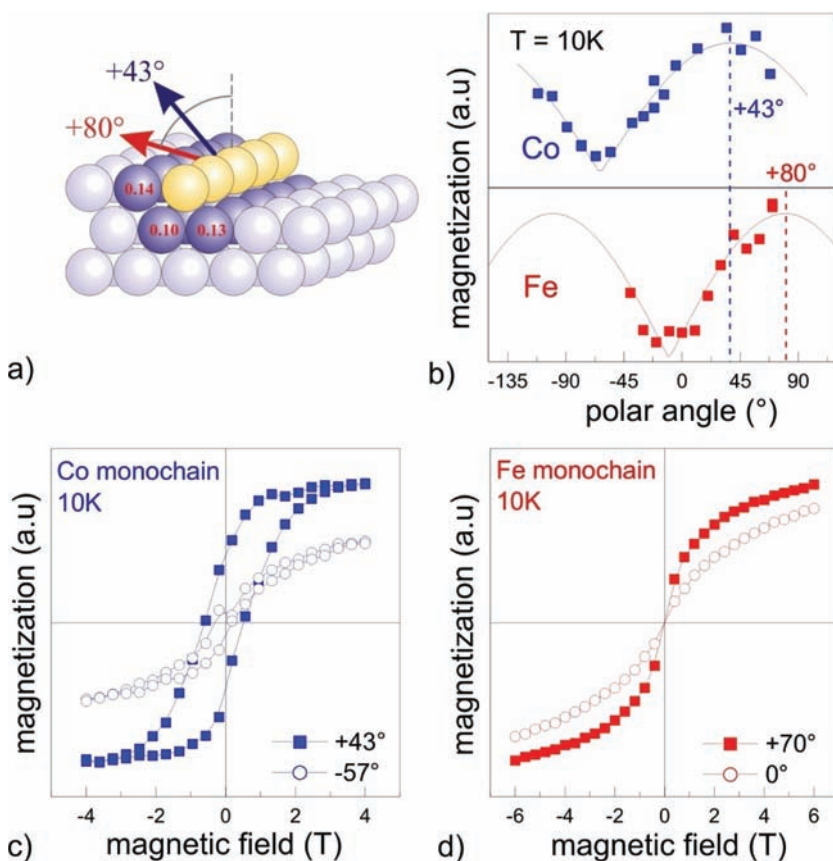 +43°
+80°
0.14
0.10
0.13
a)
T = 10K
+43°
Co
+80°
Fe
magnetization (a.u)
-135
-90
-45
0
45
90
polar angle (°)
b)
Co monochain
10K
magnetization (a.u)
+43°
-57°
-4
-2
0
2
4
magnetic field (T)
c)
Fe monochain
10K
magnetization (a.u)
+70°
0°
-6
-4
-2
0
2
4
6
magnetic field (T)
d)